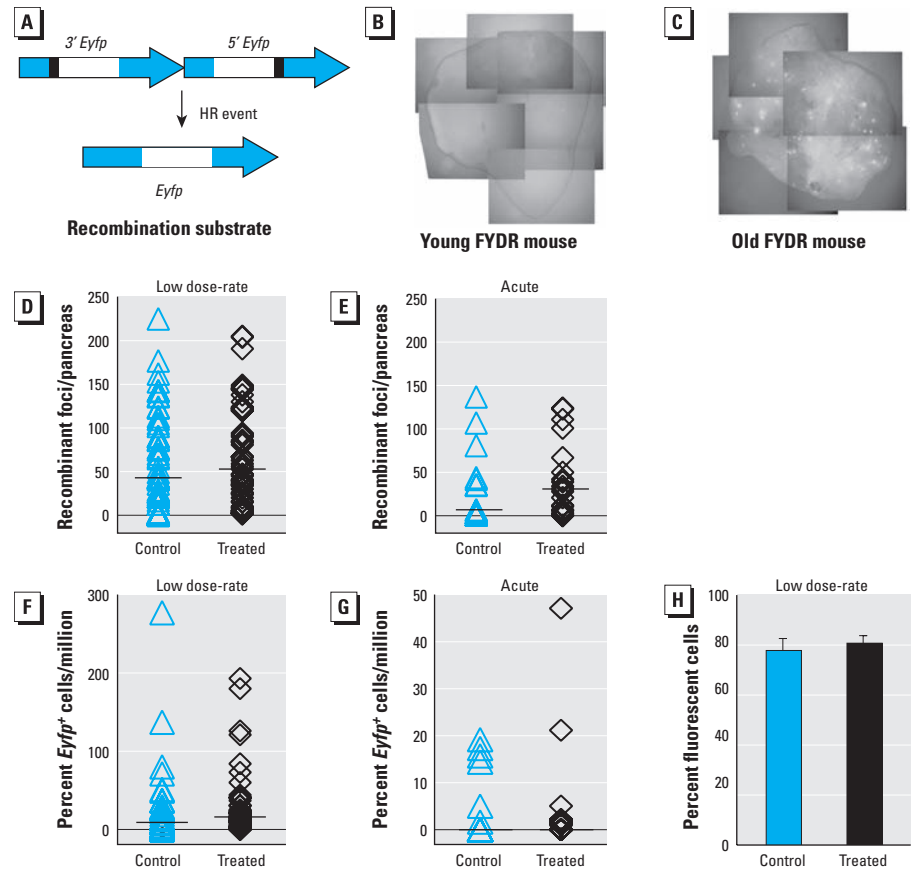 A
3′ Eyfp
5′ Eyfp
HR event
Eyfp
Recombination substrate
B
Young FYDR mouse
C
Old FYDR mouse
D
Low dose-rate
Recombinant foci/pancreas
250
200
150
100
50
0
Control
Treated
E
Acute
Recombinant foci/pancreas
250
200
150
100
50
0
Control
Treated
F
Low dose-rate
Percent Eyfp+ cells/million
300
200
100
0
Control
Treated
G
Acute
Percent Eyfp+ cells/million
50
40
30
20
10
0
Control
Treated
H
Low dose-rate
Percent fluorescent cells
100
80
60
40
20
0
Control
Treated